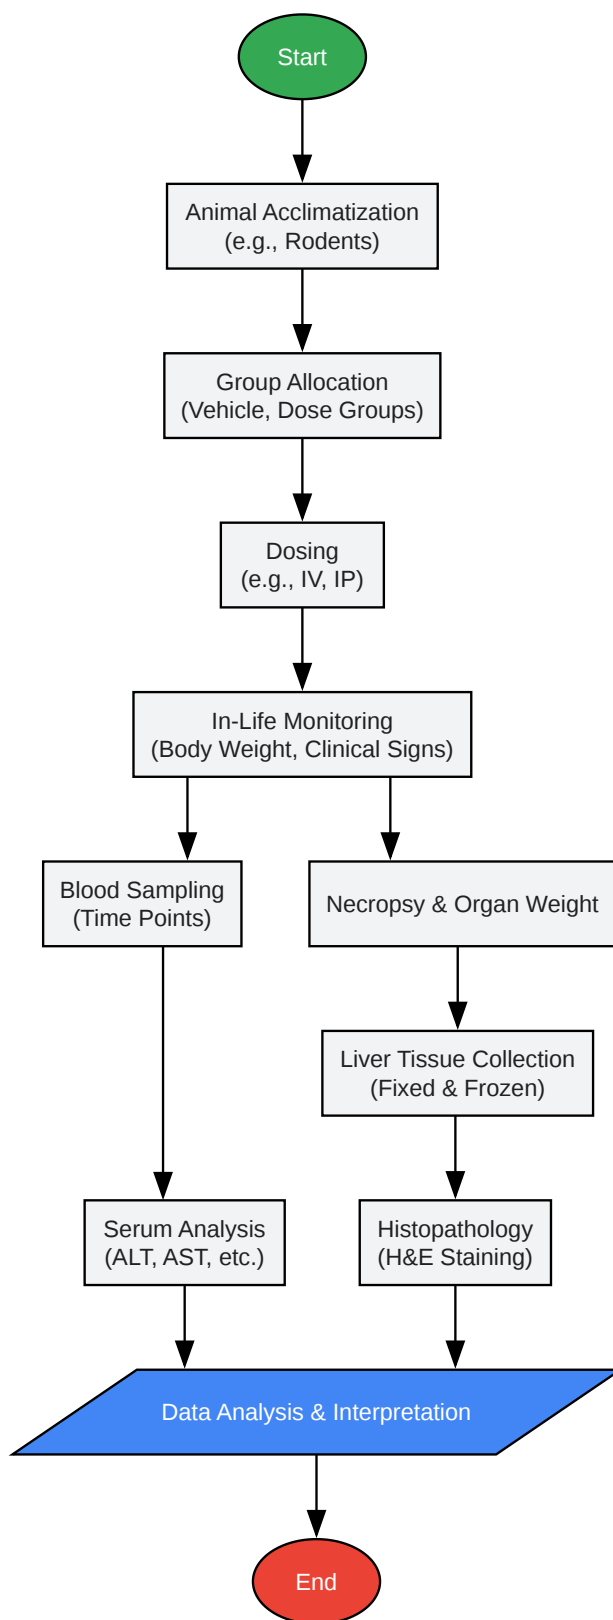 Start
Animal Acclimatization
(e.g., Rodents)
Group Allocation
(Vehicle, Dose Groups)
Dosing
(e.g., IV, IP)
In-Life Monitoring
(Body Weight, Clinical Signs)
Blood Sampling
(Time Points)
Necropsy & Organ Weight
Liver Tissue Collection
(Fixed & Frozen)
Serum Analysis
(ALT, AST, etc.)
Histopathology
(H&E Staining)
Data Analysis & Interpretation
End